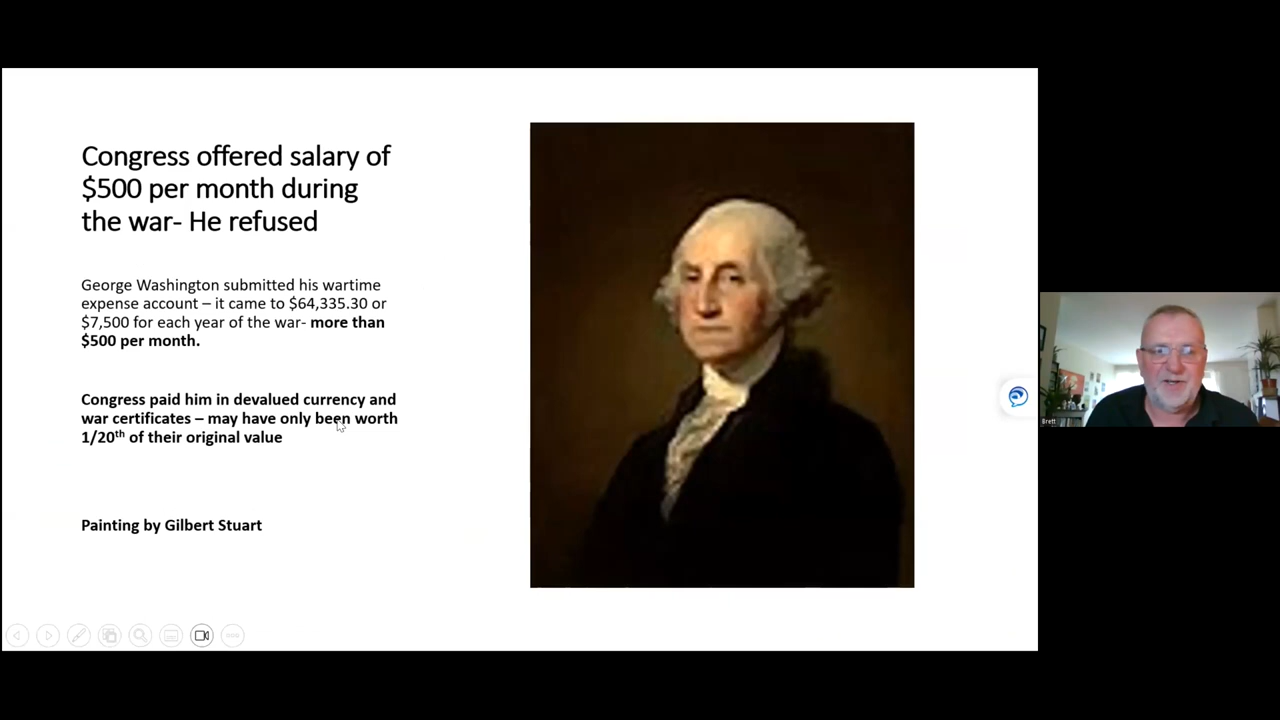 Congress offered salary of
$500 per month during
the war- He refused
George Washington submitted his wartime
expense account – it came to $64,335.30 or
$7,500 for each year of the war- more than
$500 per month.
Congress paid him in devalued currency and
war certificates – may have only been worth
1/20th of their original value
Painting by Gilbert Stuart
Brett